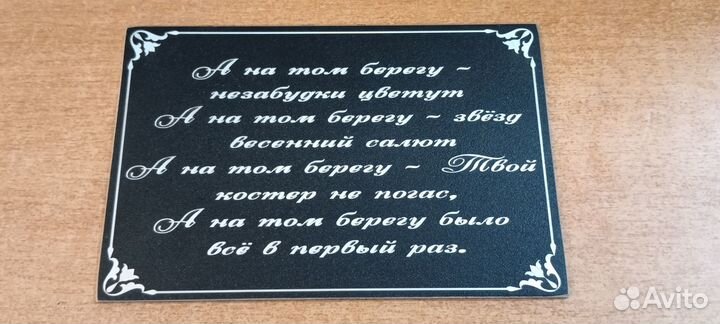 А на том берегу ~
незабудки цветут
А на том берегу ~ звёзд
весенний салют
А на том берегу ~ Твой
костер не погас,
А на том берегу было
всё в первый раз.
Avito